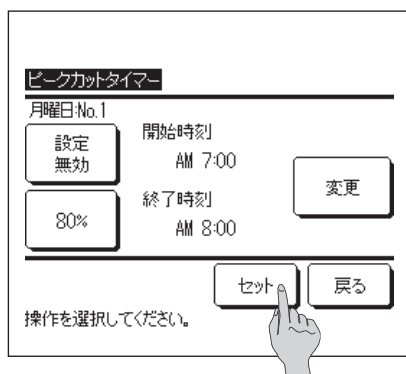 ピークカットタイマー
月曜日:No.1
設定
無効
開始時刻
AM 7:00
変更
80%
終了時刻
AM 8:00
セット
戻る
操作を選択してください。